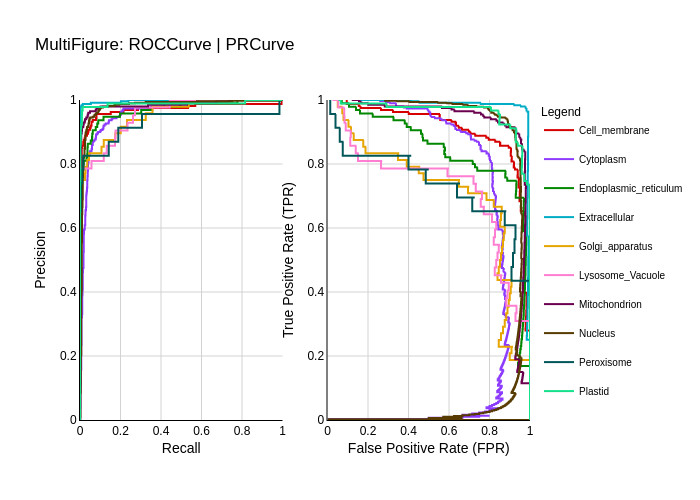 MultiFigure: ROCCurve | PRCurve
Precision
1
0.8
0.6
0.4
0.2
0
0 0.2 0.4 0.6 0.8 1
Recall
True Positive Rate (TPR)
1
0.8
0.6
0.4
0.2
0
0 0.2 0.4 0.6 0.8 1
False Positive Rate (FPR)
Legend
Cell_membrane
Cytoplasm
Endoplasmic_reticulum
Extracellular
Golgi_apparatus
Lysosome_Vacuole
Mitochondrion
Nucleus
Peroxisome
Plastid